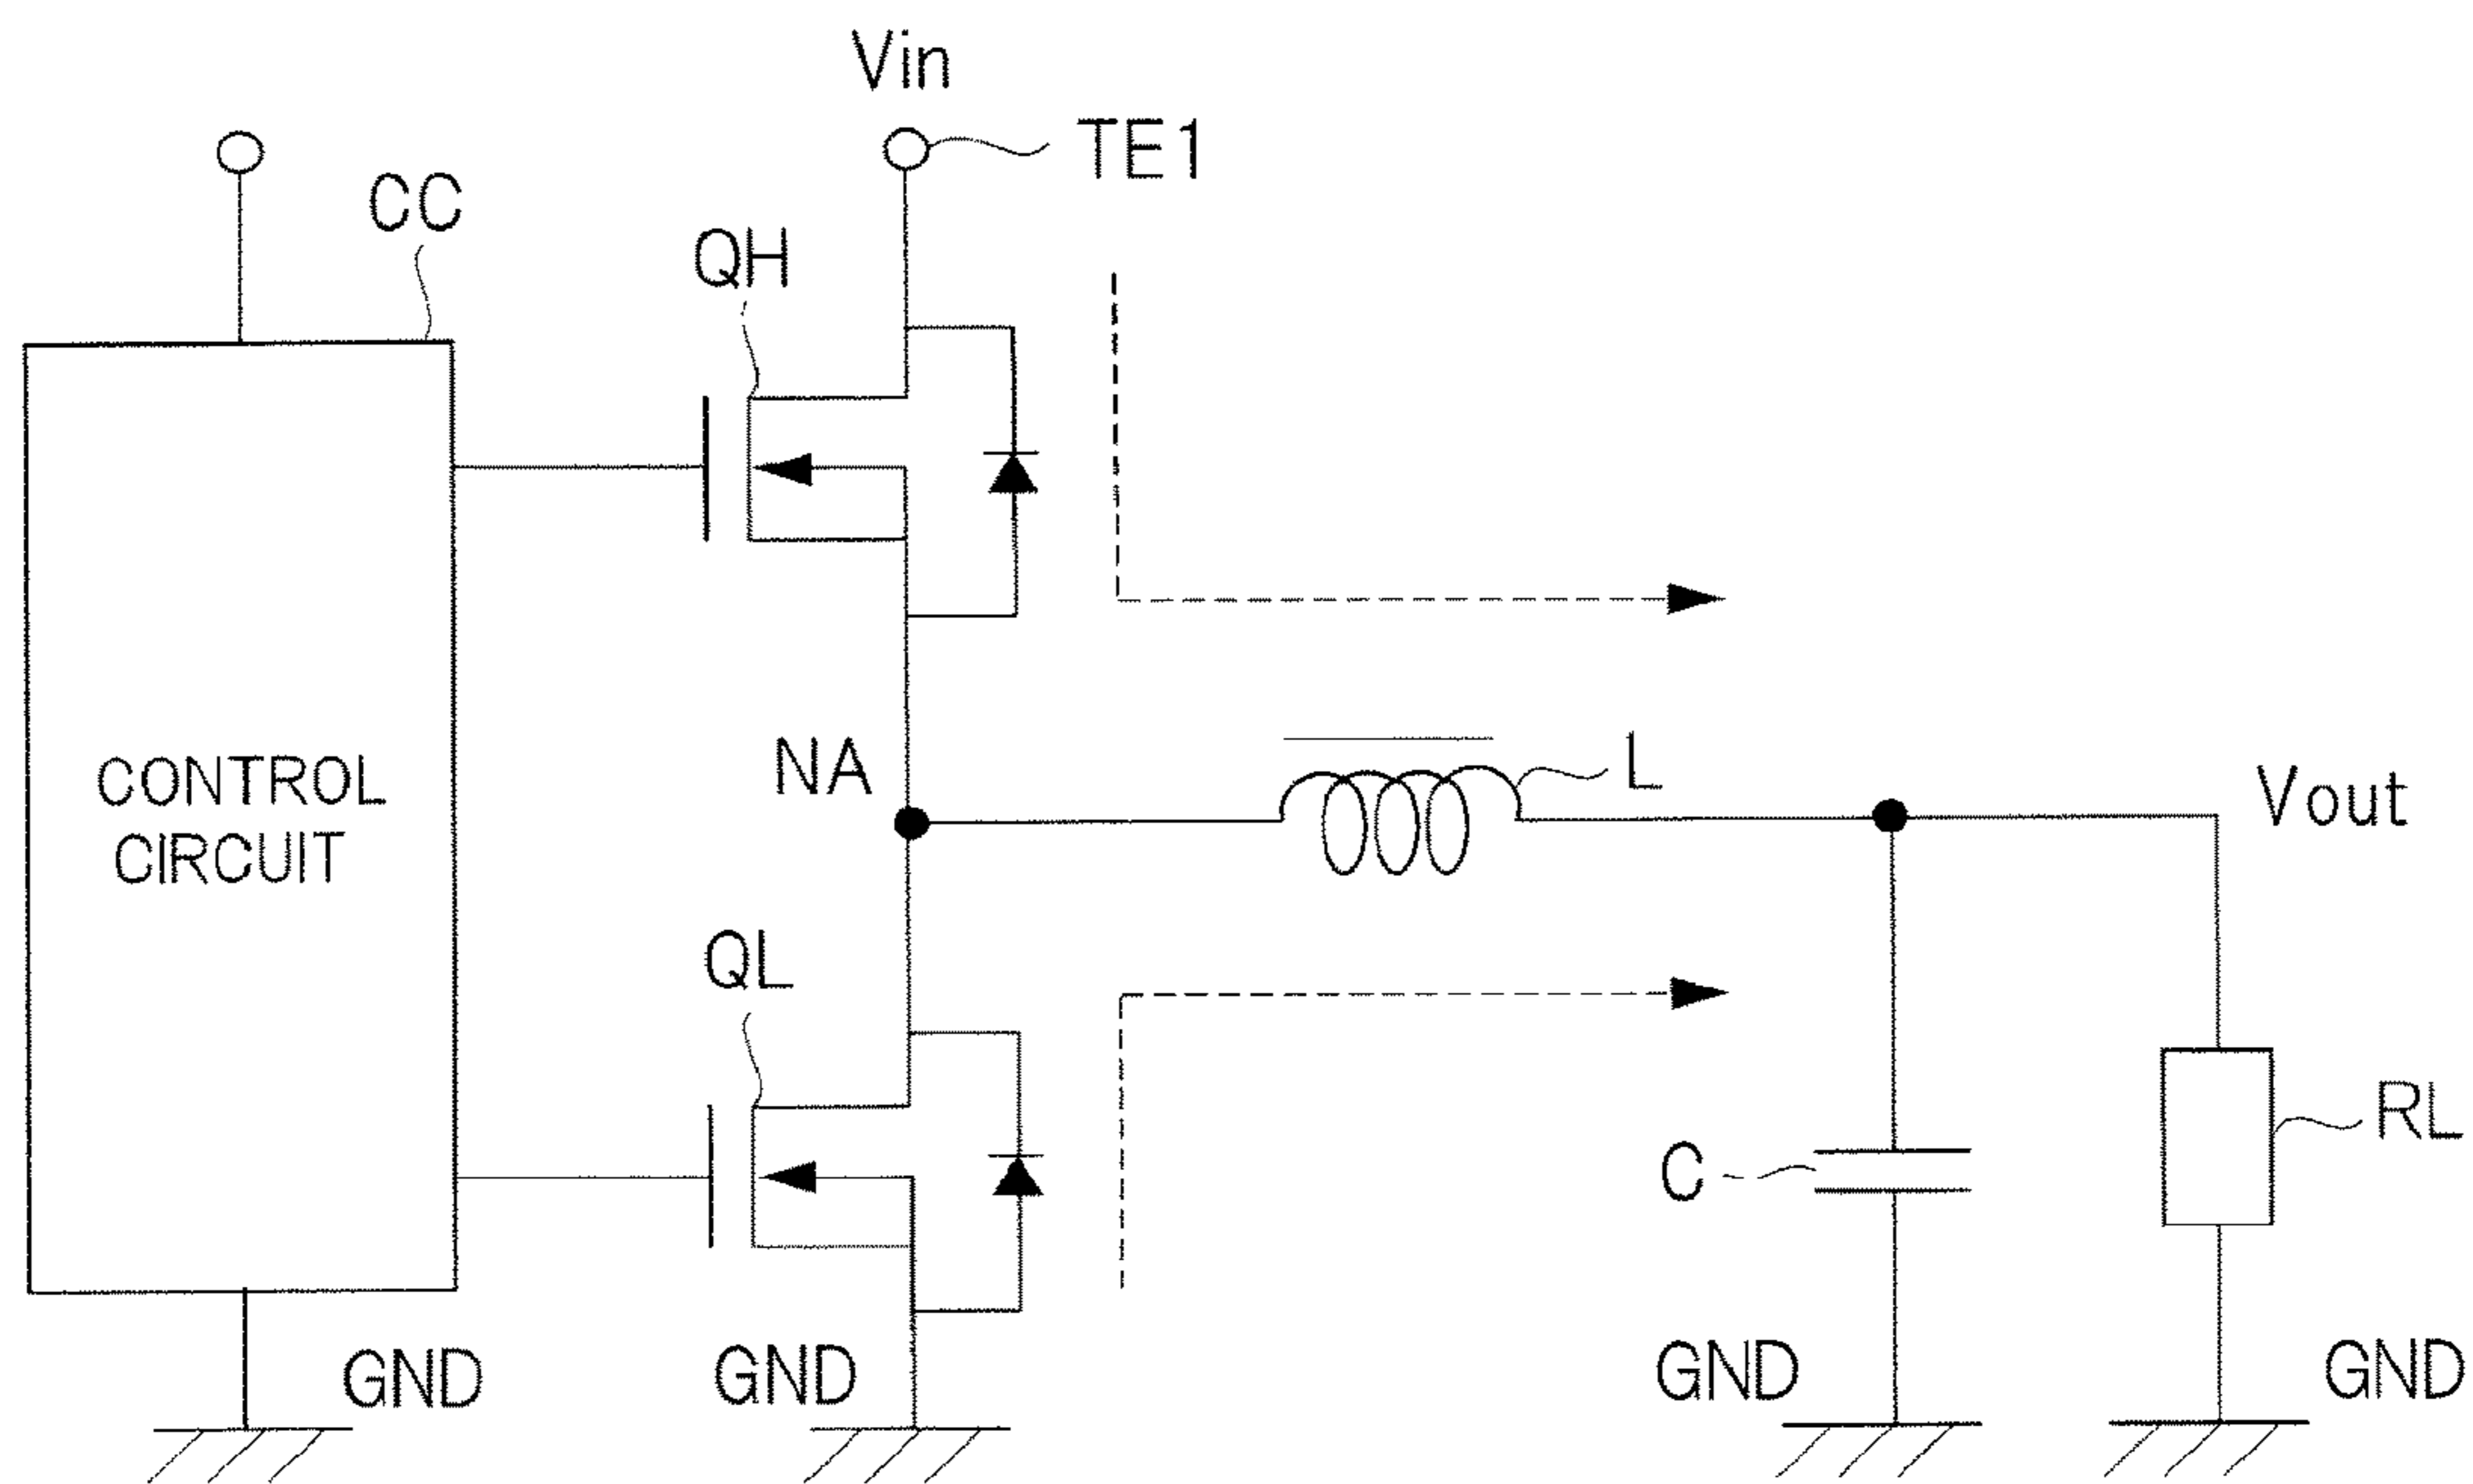 Vin
TE1
CC
QH
NA
L
Vout
CONTROL
CIRCUIT
QL
C
RL
GND
GND
GND
GND